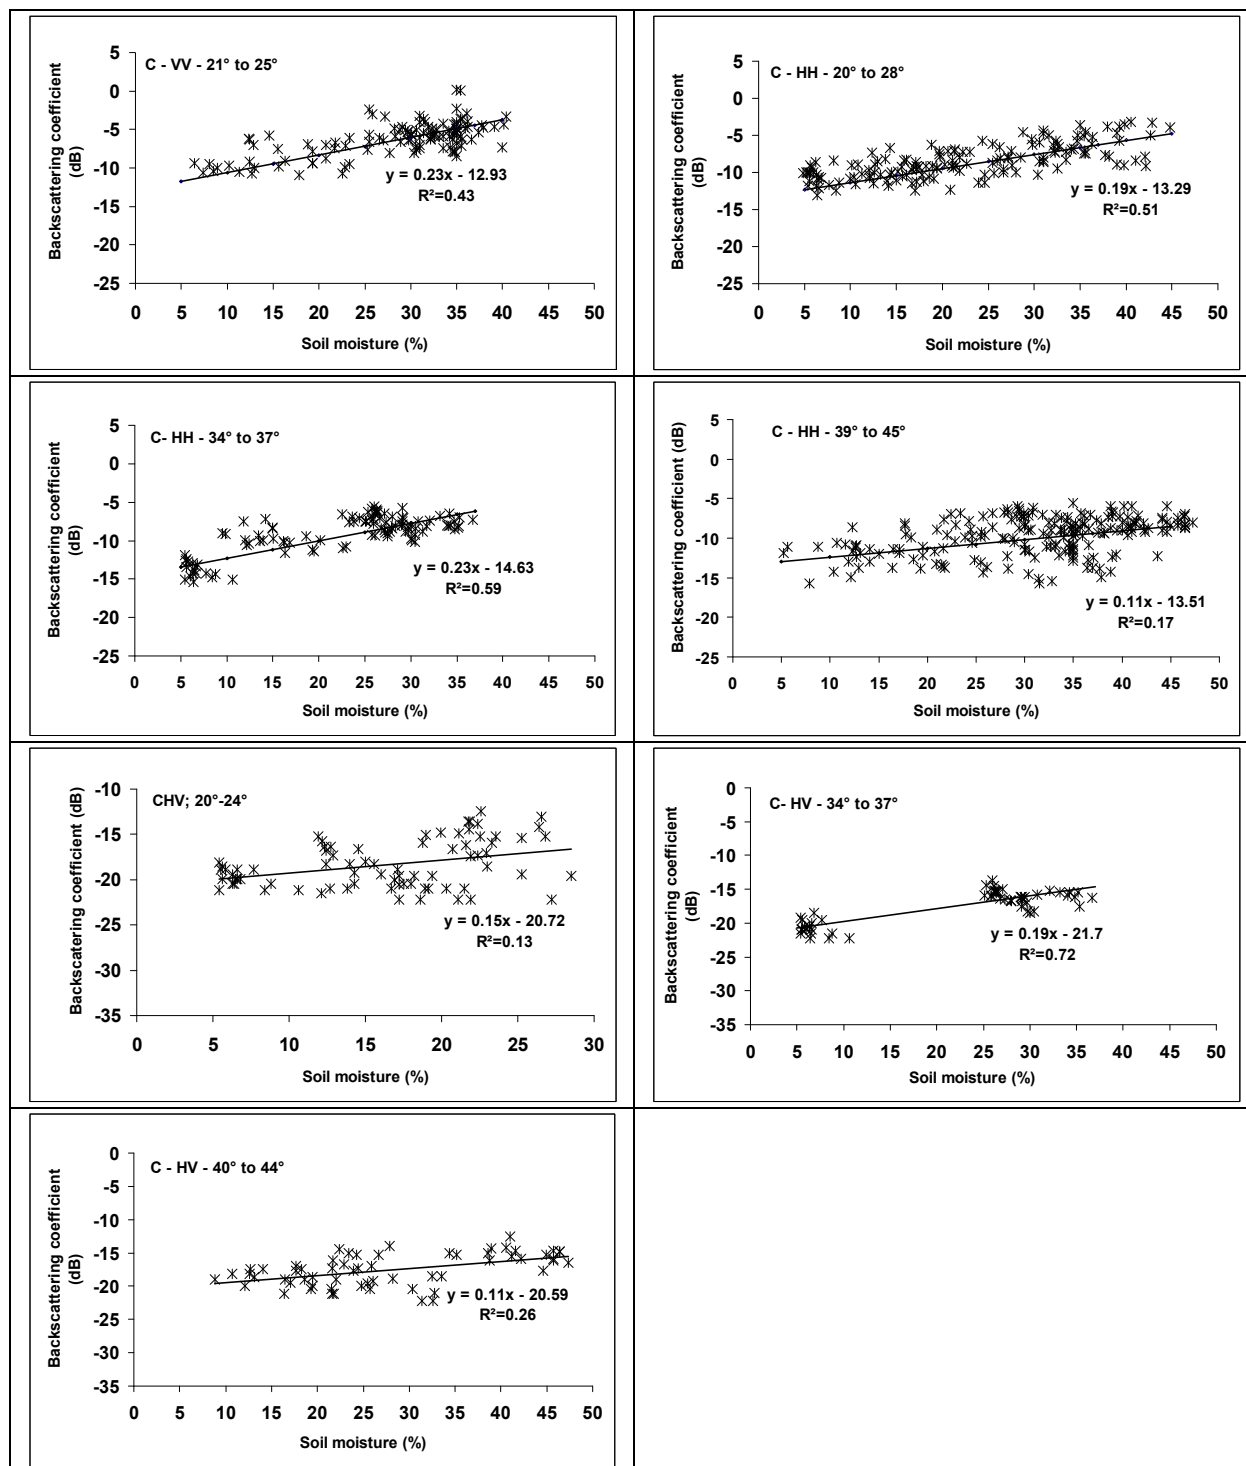 C - VV - 21° to 25°
Backscattering coefficient
(dB)
5
0
-5
-10
-15
-20
-25
y = 0.23x - 12.93
R²=0.43
0 5 10 15 20 25 30 35 40 45 50
Soil moisture (%)
C - HH - 20° to 28°
Backscattering coefficient
(dB)
5
0
-5
-10
-15
-20
-25
y = 0.19x - 13.29
R²=0.51
0 5 10 15 20 25 30 35 40 45 50
Soil moisture (%)
C- HH - 34° to 37°
Backscattering coefficient
(dB)
5
0
-5
-10
-15
-20
-25
y = 0.23x - 14.63
R²=0.59
0 5 10 15 20 25 30 35 40 45 50
Soil moisture (%)
C - HH - 39° to 45°
Backscattering coefficient (dB)
5
0
-5
-10
-15
-20
-25
y = 0.11x - 13.51
R²=0.17
0 5 10 15 20 25 30 35 40 45 50
Soil moisture (%)
CHV; 20°-24°
Backscattering coefficient (dB)
-10
-15
-20
-25
-30
-35
y = 0.15x - 20.72
R²=0.13
0 5 10 15 20 25 30
Soil moisture (%)
C- HV - 34° to 37°
Backscattering coefficient
(dB)
0
-5
-10
-15
-20
-25
-30
-35
y = 0.19x - 21.7
R²=0.72
0 5 10 15 20 25 30 35 40 45 50
Soil moisture (%)
C - HV - 40° to 44°
Backscattering coefficient
(dB)
0
-5
-10
-15
-20
-25
-30
-35
y = 0.11x - 20.59
R²=0.26
0 5 10 15 20 25 30 35 40 45 50
Soil moisture (%)